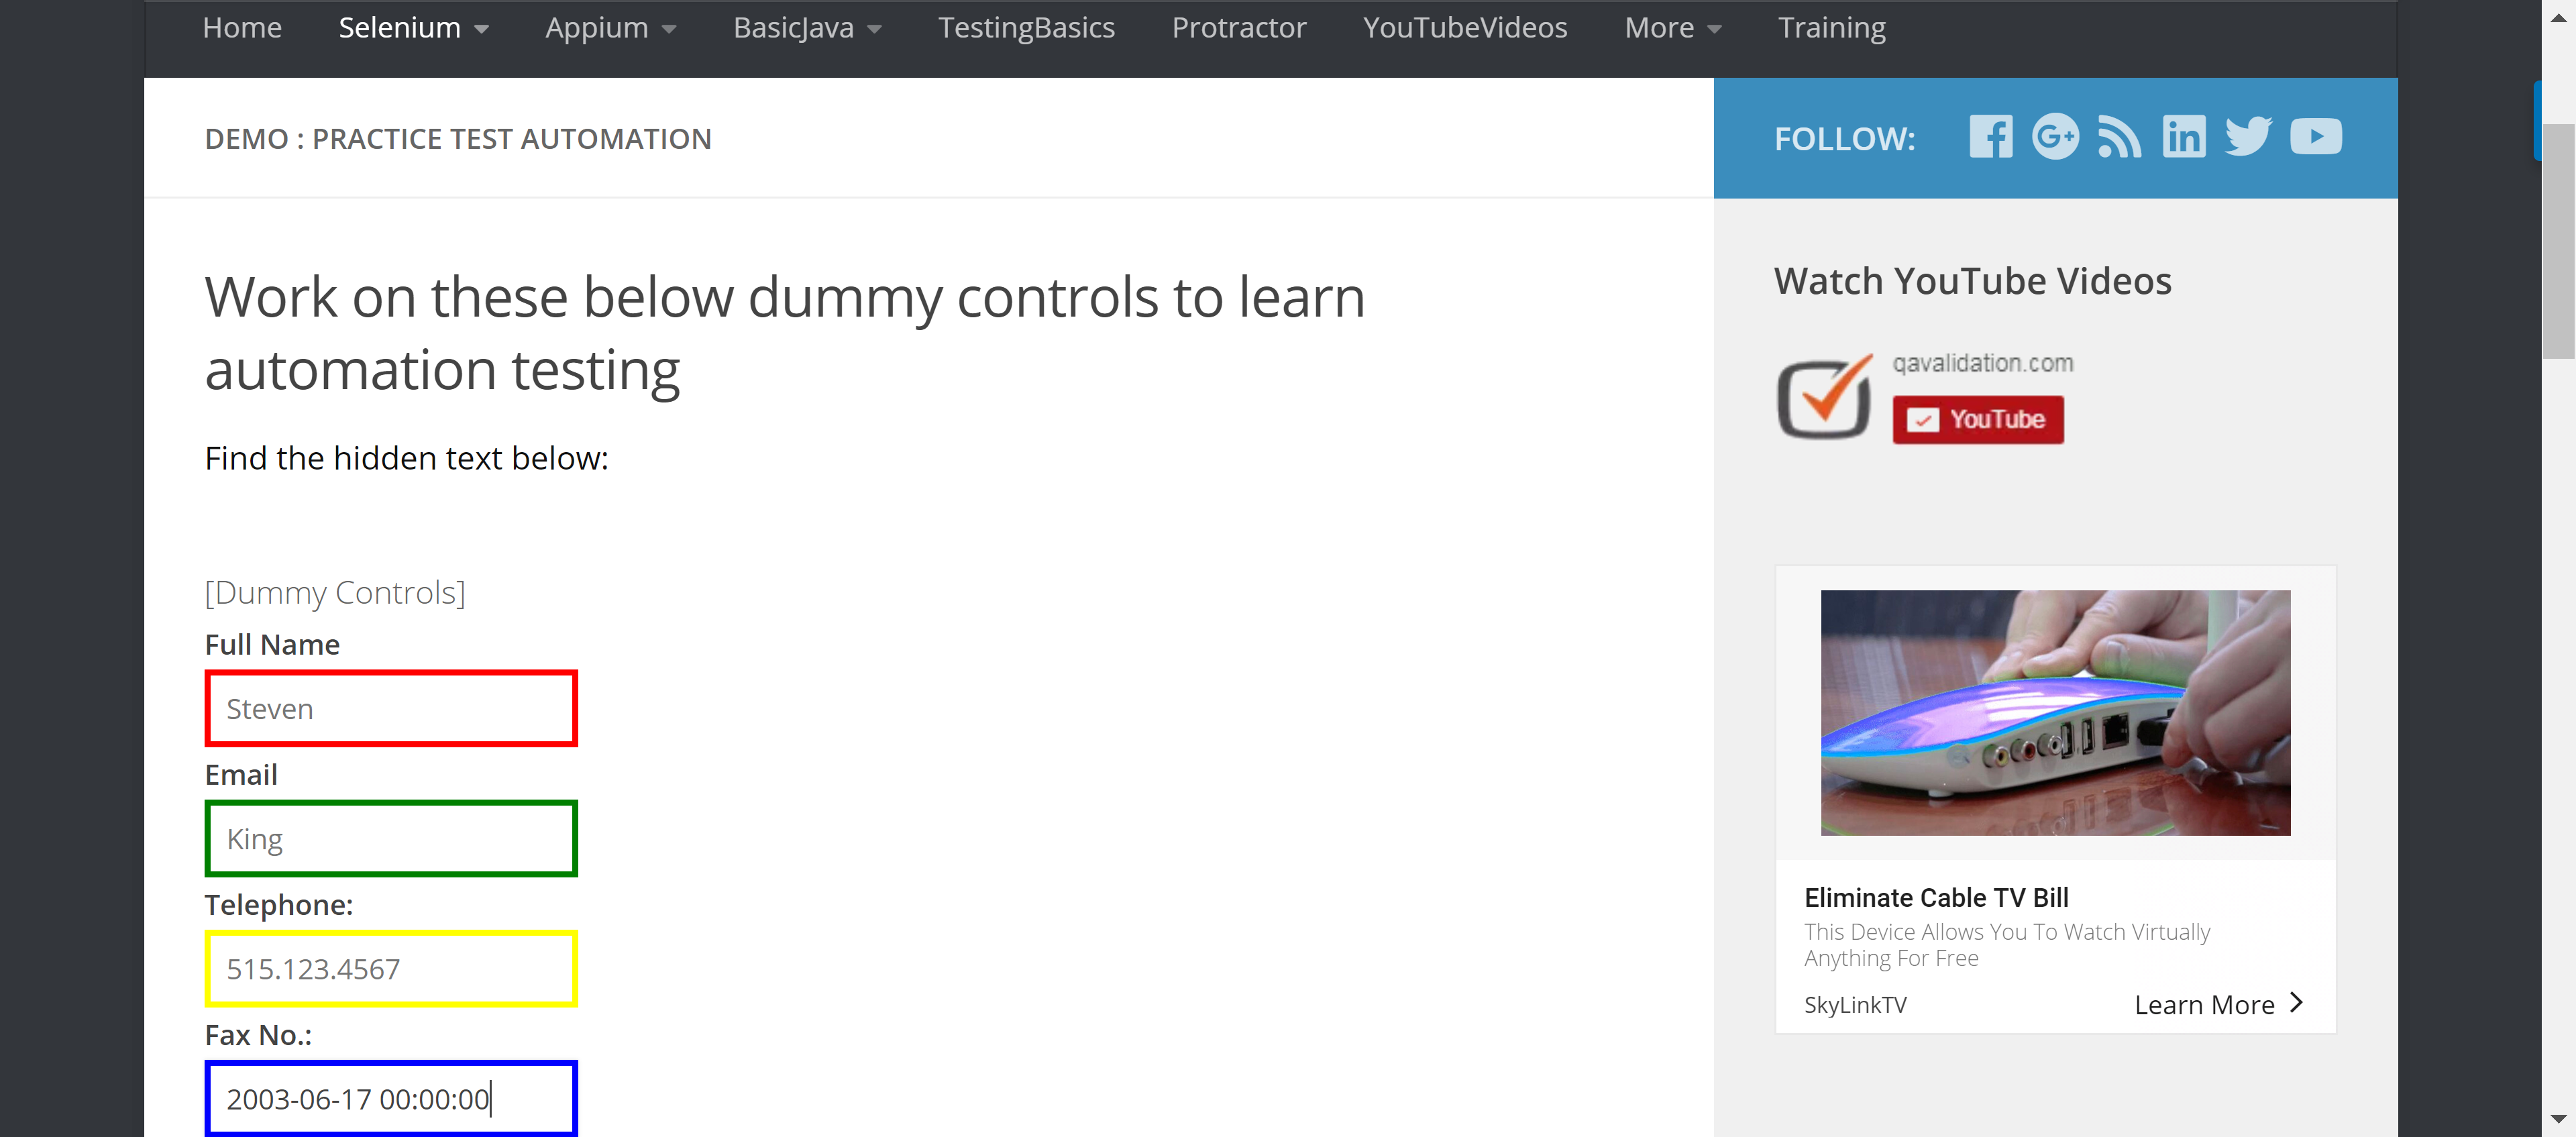 Home Selenium Appium BasicJava TestingBasics Protractor YouTubeVideos More Training
DEMO : PRACTICE TEST AUTOMATION
FOLLOW:
Work on these below dummy controls to learn
automation testing
Find the hidden text below:
[Dummy Controls]
Full Name
Steven
Email
King
Telephone:
515.123.4567
Fax No.:
2003-06-17 00:00:00
Watch YouTube Videos
qavalidation.com
YouTube
Eliminate Cable TV Bill
This Device Allows You To Watch Virtually
Anything For Free
SkyLinkTV
Learn More